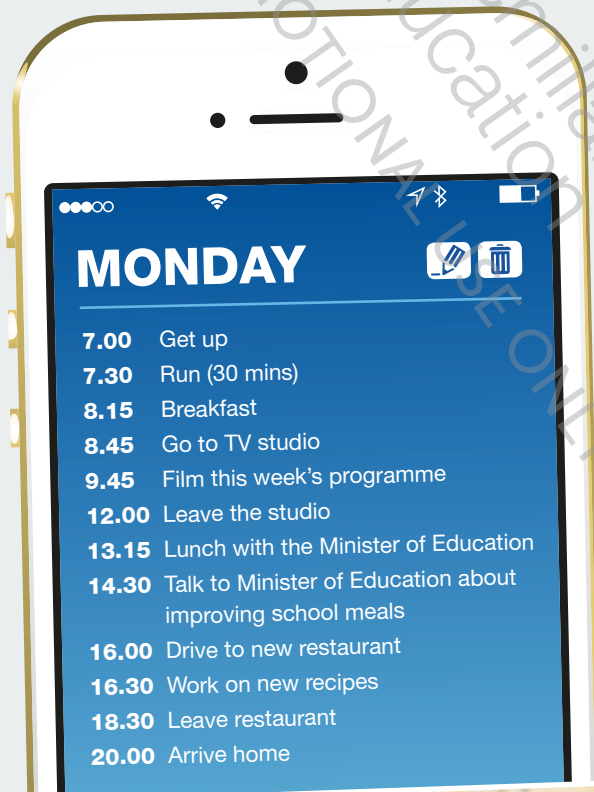 MONDAY
7.00 Get up
7.30 Run (30 mins)
8.15 Breakfast
8.45 Go to TV studio
9.45 Film this week's programme
12.00 Leave the studio
13.15 Lunch with the Minister of Education
14.30 Talk to Minister of Education about
improving school meals
16.00 Drive to new restaurant
16.30 Work on new recipes
18.30 Leave restaurant
20.00 Arrive home
Education
USE ONLY